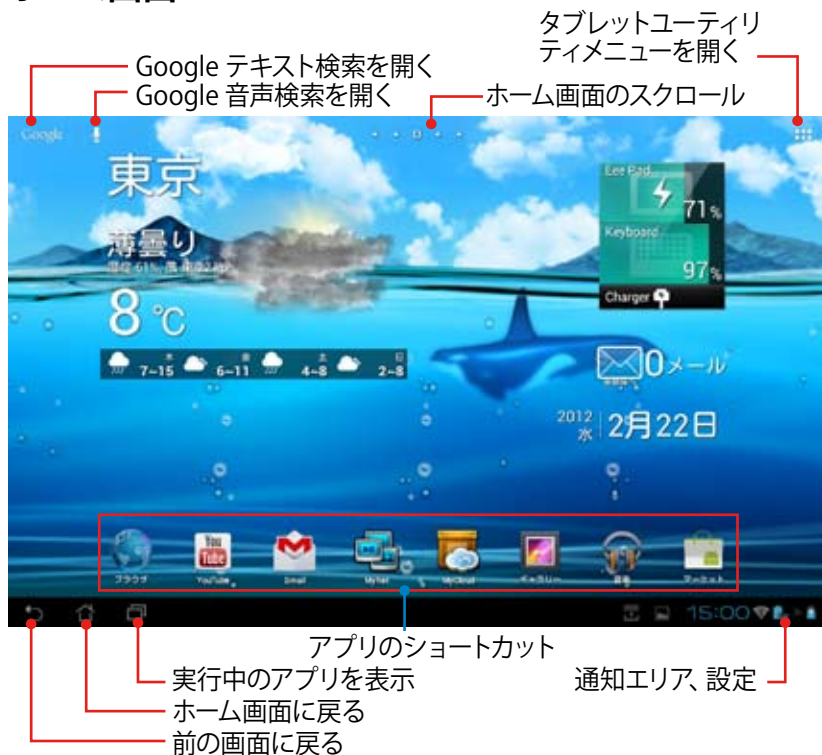 タブレットユーティリ
ティメニューを開く
Google テキスト検索を開く
Google 音声検索を開く
ホーム画面のスクロール
Google
東京
薄曇り
8 ℃
木 金 土 日
7~15 6~11 4~8 2~8
71%
Keyboard
97%
Charger
0メール
2012
水
2月22日
ブラウザ YouTube Gmail MyNet MyCloud ギャラリー 音楽 マーケット
15:00
アプリのショートカット
実行中のアプリを表示
通知エリア、設定
ホーム画面に戻る
前の画面に戻る